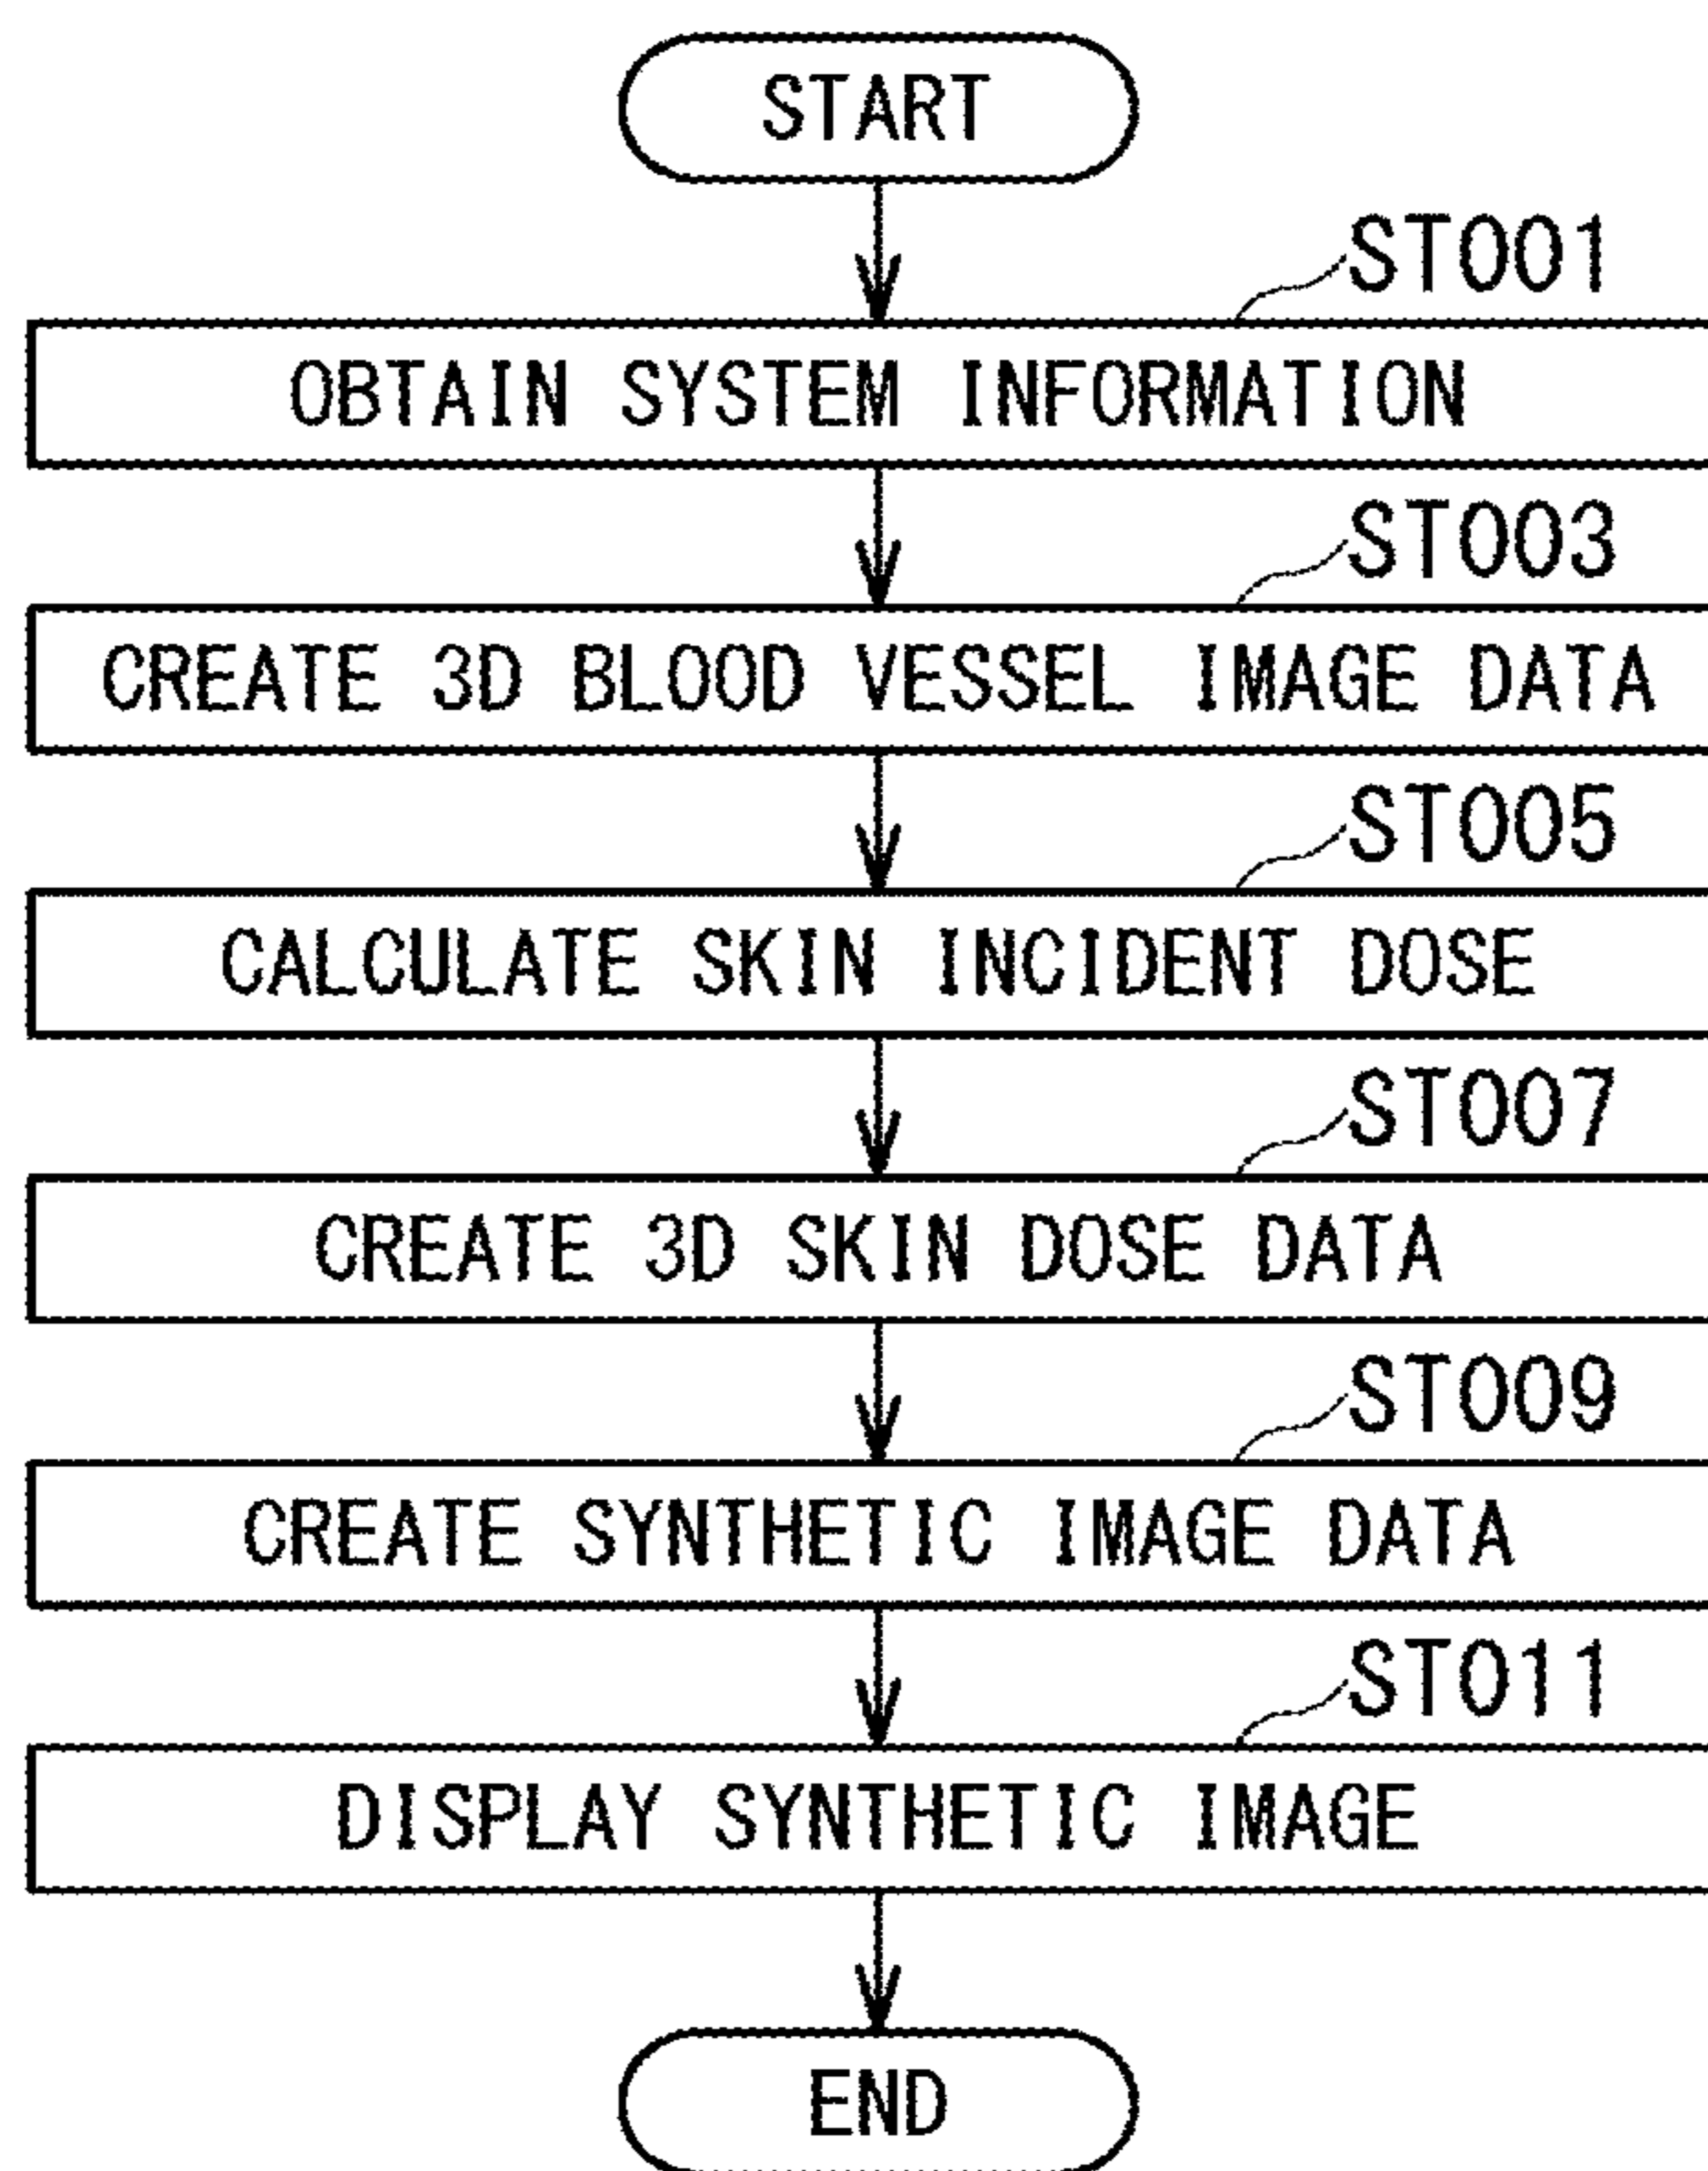 START
ST001
OBTAIN SYSTEM INFORMATION
ST003
CREATE 3D BLOOD VESSEL IMAGE DATA
ST005
CALCULATE SKIN INCIDENT DOSE
ST007
CREATE 3D SKIN DOSE DATA
ST009
CREATE SYNTHETIC IMAGE DATA
ST011
DISPLAY SYNTHETIC IMAGE
END